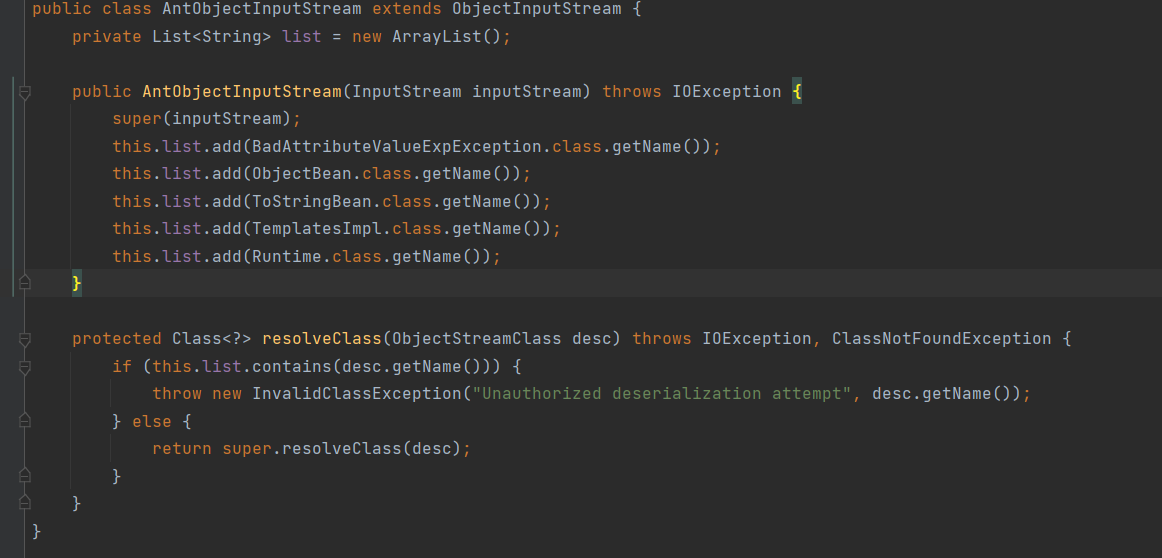 public class AntObjectInputStream extends ObjectInputStream {
    private List<String> list = new ArrayList();

    public AntObjectInputStream(InputStream inputStream) throws IOException {
        super(inputStream);
        this.list.add(BadAttributeValueExpException.class.getName());
        this.list.add(ObjectBean.class.getName());
        this.list.add(ToStringBean.class.getName());
        this.list.add(TemplatesImpl.class.getName());
        this.list.add(Runtime.class.getName());
    }

    protected Class<?> resolveClass(ObjectStreamClass desc) throws IOException, ClassNotFoundException {
        if (this.list.contains(desc.getName())) {
            throw new InvalidClassException("Unauthorized deserialization attempt", desc.getName());
        } else {
            return super.resolveClass(desc);
        }
    }
}